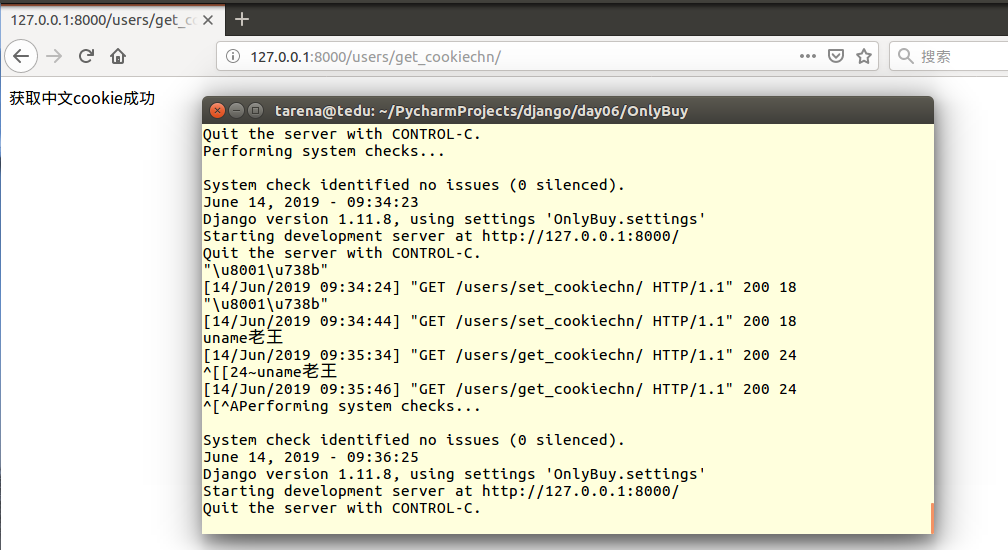 127.0.0.1:8000/users/get_c
127.0.0.1:8000/users/get_cookiechn/
搜索
获取中文cookie成功
tarena@tedu: ~/PycharmProjects/django/day06/OnlyBuy
Quit the server with CONTROL-C.
Performing system checks...
System check identified no issues (0 silenced).
June 14, 2019 - 09:34:23
Django version 1.11.8, using settings 'OnlyBuy.settings'
Starting development server at http://127.0.0.1:8000/
Quit the server with CONTROL-C.
"\u8001\u738b"
[14/Jun/2019 09:34:24] "GET /users/set_cookiechn/ HTTP/1.1" 200 18
"\u8001\u738b"
[14/Jun/2019 09:34:44] "GET /users/set_cookiechn/ HTTP/1.1" 200 18
uname老王
[14/Jun/2019 09:35:34] "GET /users/get_cookiechn/ HTTP/1.1" 200 24
^[[24~uname老王
[14/Jun/2019 09:35:46] "GET /users/get_cookiechn/ HTTP/1.1" 200 24
^[^APerforming system checks...
System check identified no issues (0 silenced).
June 14, 2019 - 09:36:25
Django version 1.11.8, using settings 'OnlyBuy.settings'
Starting development server at http://127.0.0.1:8000/
Quit the server with CONTROL-C.